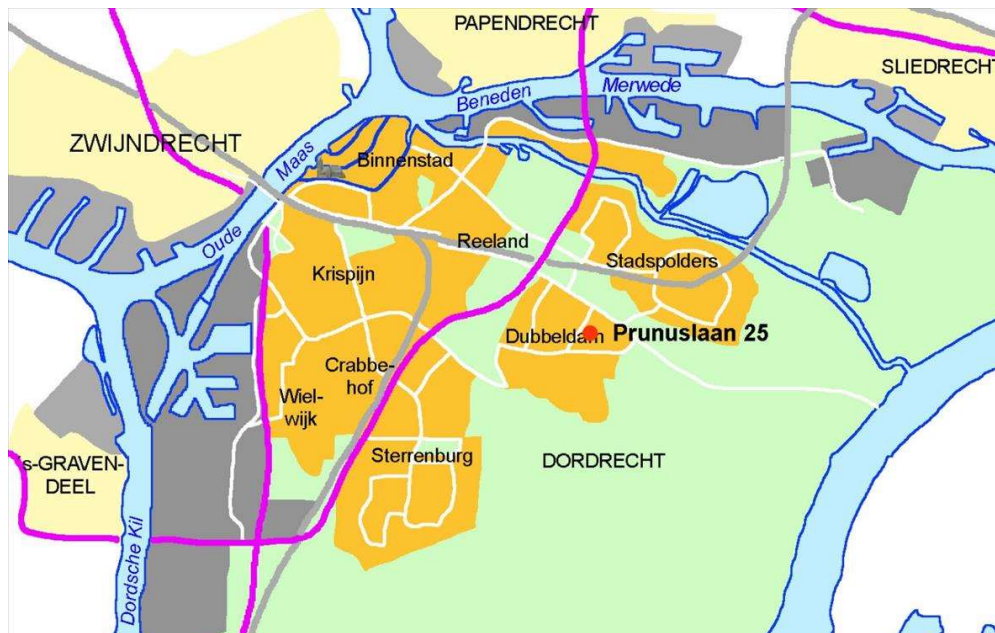 PAPENDRECHT
SLIEDRECHT
Beneden
Merwede
ZWIJNDRECHT
Maas
Binnenstad
Oude
Reeland
Stadspolders
Krispijn
Dubbeldam
Prunuslaan 25
Crabbe-
hof
Wiel-
wijk
Sterrenburg
DORDRECHT
's-GRAVEN-
DEEL
Dordsche Kil